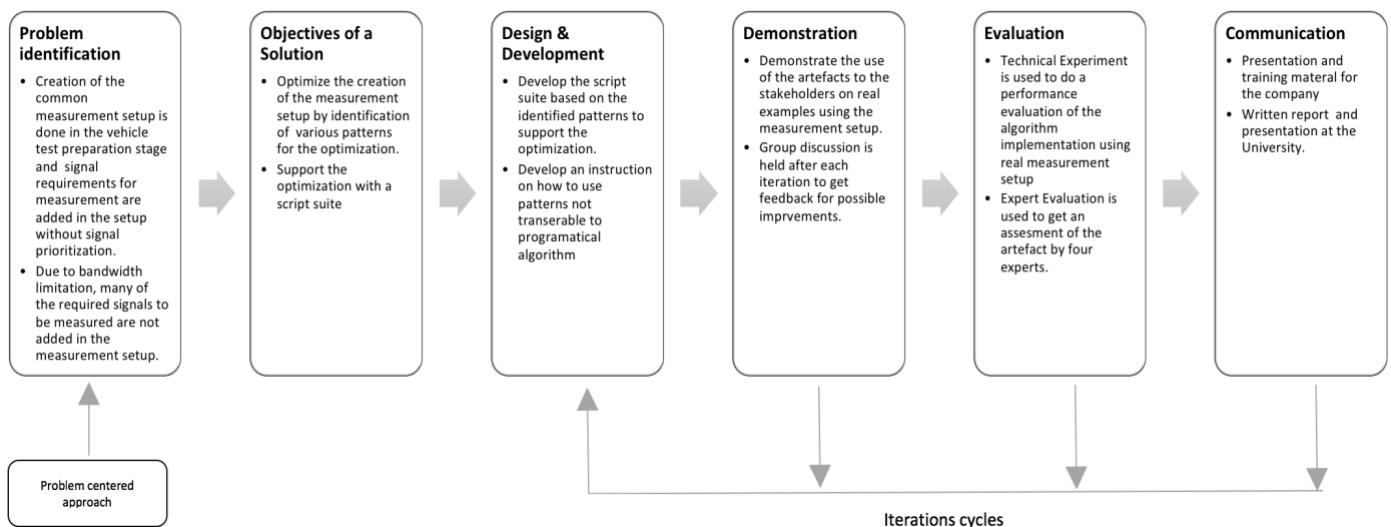 Problem
identification
• Creation of the
common
measurement setup is
done in the vehicle
test preparation stage
and signal
requirements for
measurement are
added in the setup
without signal
prioritization.
• Due to bandwidth
limitation, many of
the required signals to
be measured are not
added in the
measurement setup.
Objectives of a
Solution
• Optimize the creation
of the measurement
setup by identification
of various patterns
for the optimization.
• Support the
optimization with a
script suite
Design &
Development
• Develop the script
suite based on the
identified patterns to
support the
optimization.
• Develop an instruction
on how to use
patterns not
transerable to
programatical
algorithm
Demonstration
• Demonstrate the use
of the artefacts to the
stakeholders on real
examples using the
measurement setup.
• Group discussion is
held after each
iteration to get
feedback for possible
imprvements.
Evaluation
• Technical Experiment
is used to do a
performance
evaluation of the
algorithm
implementation using
real measurement
setup
• Expert Evaluation is
used to get an
assesment of the
artefact by four
experts.
Communication
• Presentation and
training materal for
the company
• Written report and
presentation at the
University.
Problem centered
approach
Iterations cycles